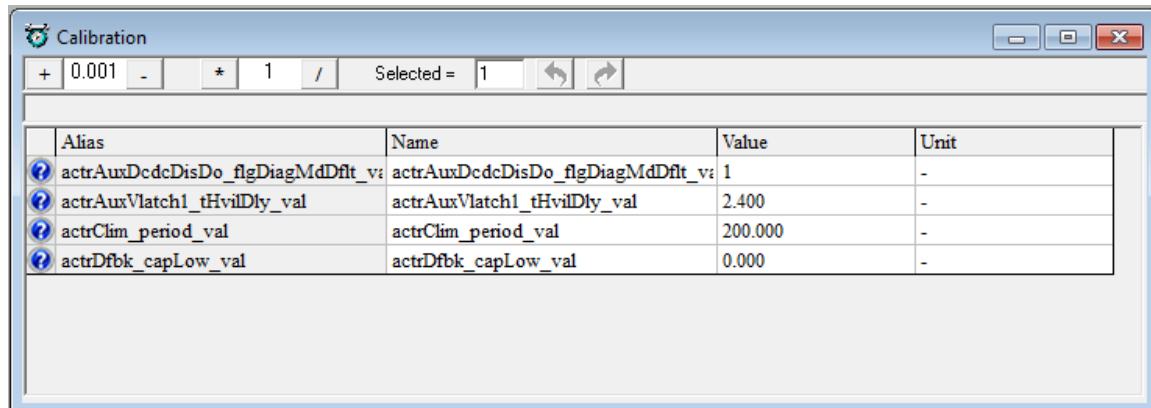 Calibration
+ 0.001 - * 1 / Selected = 1
Alias Name Value Unit
actrAuxDcdcDisDo_flgDiagMdDflt_va actrAuxDcdcDisDo_flgDiagMdDflt_va 1 -
actrAuxVlatch1_tHvilDly_val actrAuxVlatch1_tHvilDly_val 2.400 -
actrClim_period_val actrClim_period_val 200.000 -
actrDfbk_capLow_val actrDfbk_capLow_val 0.000 -